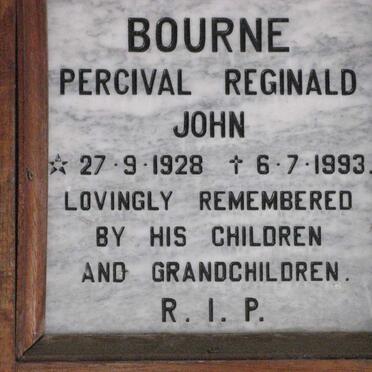 BOURNE
PERCIVAL REGINALD
JOHN
☆ 27·9·1928 ✝ 6·7·1993.
LOVINGLY REMEMBERED
BY HIS CHILDREN
AND GRANDCHILDREN.
R. I. P.